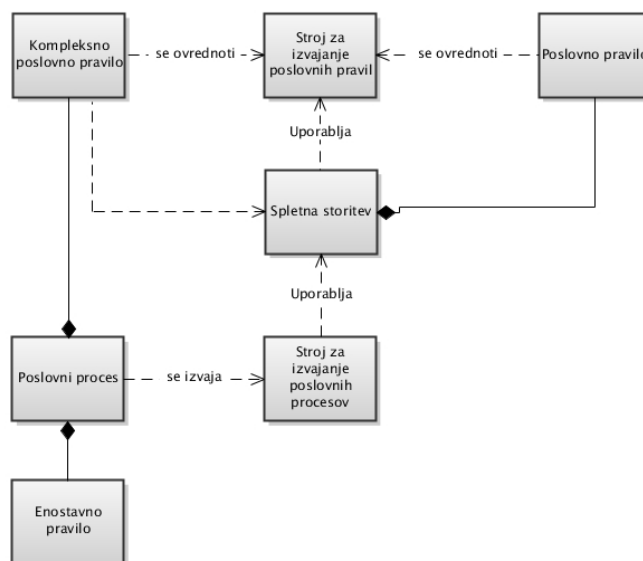 Kompleksno
poslovno pravilo
se ovrednoti
Stroj za
izvajanje
poslovnih pravil
se ovrednoti
Poslovno pravilo
Uporablja
Spletna storitev
Uporablja
Poslovni proces
se izvaja
Stroj za
izvajanje
poslovnih
procesov
Enostavno
pravilo